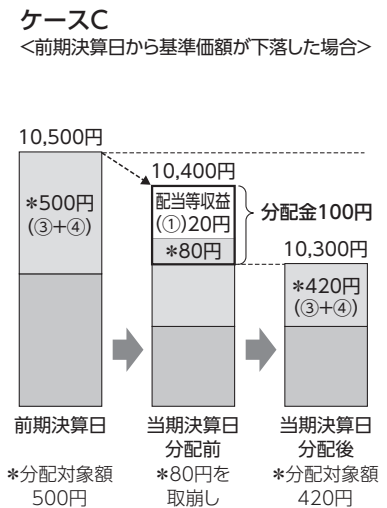 ケースC
<前期決算日から基準価額が下落した場合>
10,500円
10,400円
*500円
(③+④)
配当等収益
(①)20円
*80円
分配金100円
10,300円
*420円
(③+④)
前期決算日
当期決算日
分配前
当期決算日
分配後
*分配対象額
500円
*80円を
取崩し
*分配対象額
420円